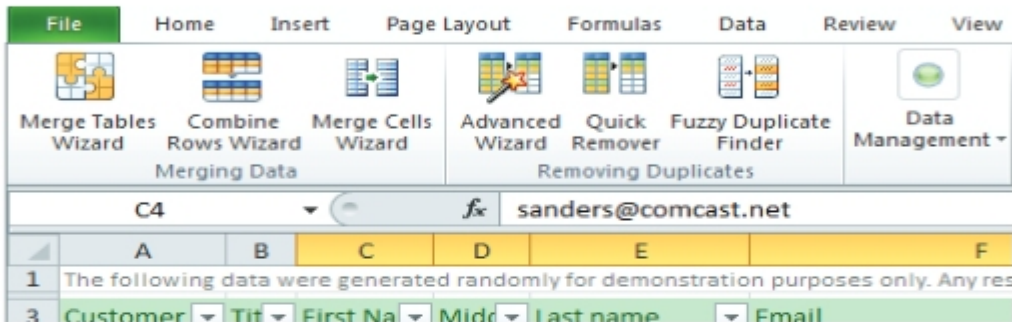 File Home Insert Page Layout Formulas Data Review View
Merge Tables Wizard
Combine Rows Wizard
Merge Cells Wizard
Advanced Wizard
Quick Remover
Fuzzy Duplicate Finder
Data Management
Merging Data Removing Duplicates
C4 fx sanders@comcast.net
A B C D E F
1 The following data were generated randomly for demonstration purposes only. Any res
3 Customer Tit First Na Midd Last name Email